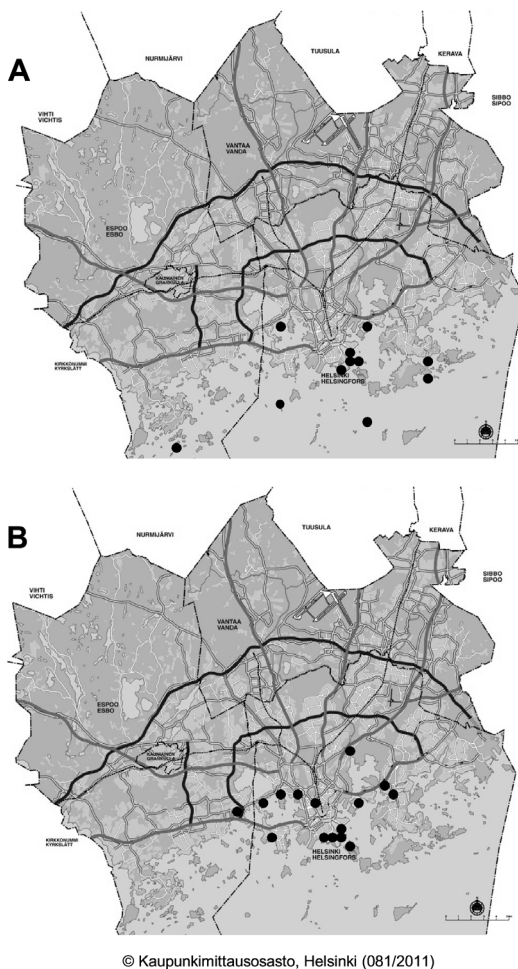 A
NURMIJÄRVI
TUUSULA
KERAVA
SIBBO
SIPOO
VIHTI
VICHTIS
VANTAA
VANDA
ESPOO
ESBO
KAUNIAINEN
GRANKULLA
KIRKKONUMMI
KYRKSLÄTT
HELSINKI
HELSINGFORS
B
NURMIJÄRVI
TUUSULA
KERAVA
SIBBO
SIPOO
VIHTI
VICHTIS
VANTAA
VANDA
ESPOO
ESBO
KAUNIAINEN
GRANKULLA
KIRKKONUMMI
KYRKSLÄTT
HELSINKI
HELSINGFORS
© Kaupunkimittausosasto, Helsinki (081/2011)